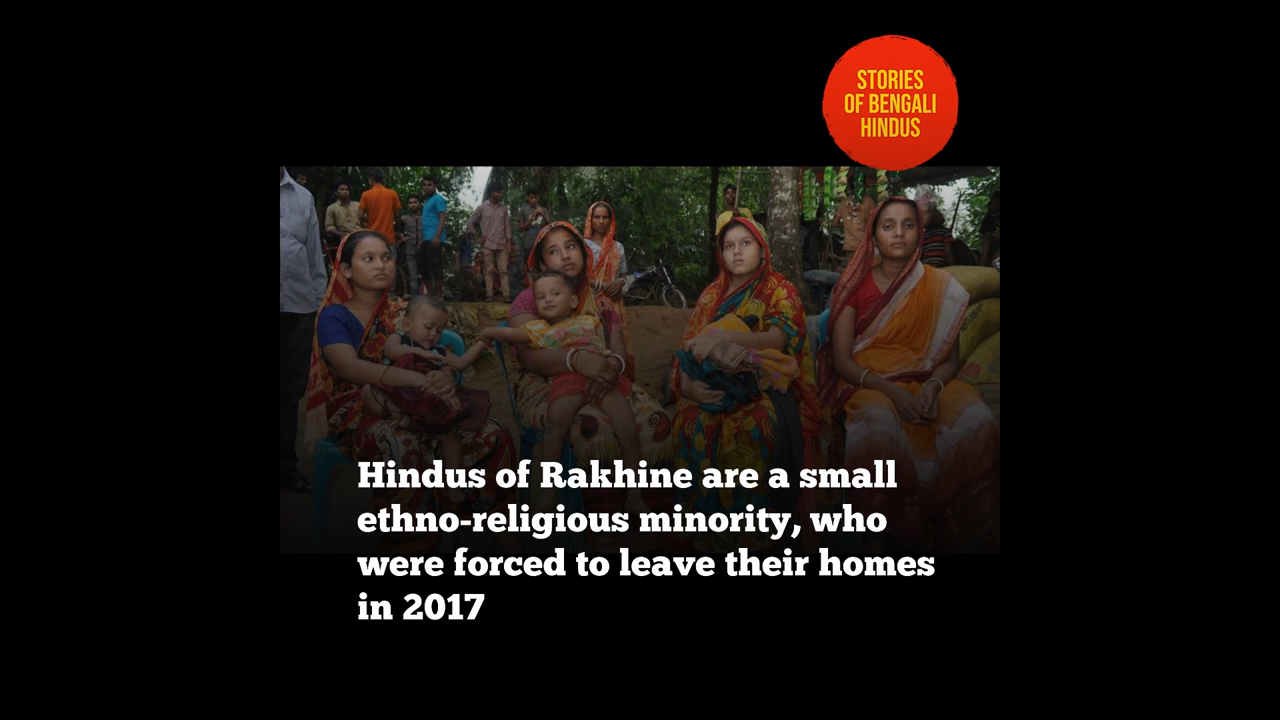 STORIES
OF BENGALI
HINDUS
Hindus of Rakhine are a small
ethno-religious minority, who
were forced to leave their homes
in 2017